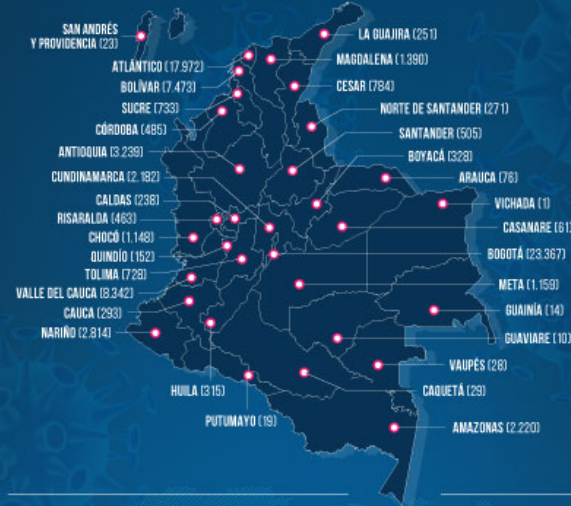 SAN ANDRÉS
Y PROVIDENCIA (23)
ATLÁNTICO (17.972)
BOLÍVAR (7.473)
SUCRE (733)
CÓRDOBA (485)
ANTIOQUIA (3.239)
CUNDINAMARCA (2.182)
CALDAS (238)
RISARALDA (463)
CHOCÓ (1.148)
QUINDÍO (152)
TOLIMA (728)
VALLE DEL CAUCA (8.342)
CAUCA (293)
NARIÑO (2.814)
HUILA (315)
PUTUMAYO (19)
LA GUAJIRA (251)
MAGDALENA (1.390)
CESAR (784)
NORTE DE SANTANDER (271)
SANTANDER (505)
BOYACÁ (328)
ARAUCA (76)
VICHADA (1)
CASANARE (61)
BOGOTÁ (23.367)
META (1.159)
GUAINÍA (14)
GUAVIARE (10)
VAUPÉS (28)
CAQUETÁ (29)
AMAZONAS (2.220)